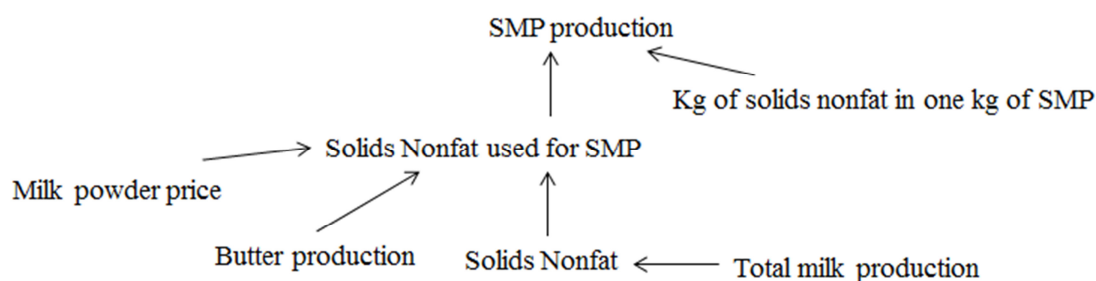 SMP production
Kg of solids nonfat in one kg of SMP
Solids Nonfat used for SMP
Milk powder price
Butter production
Solids Nonfat
Total milk production